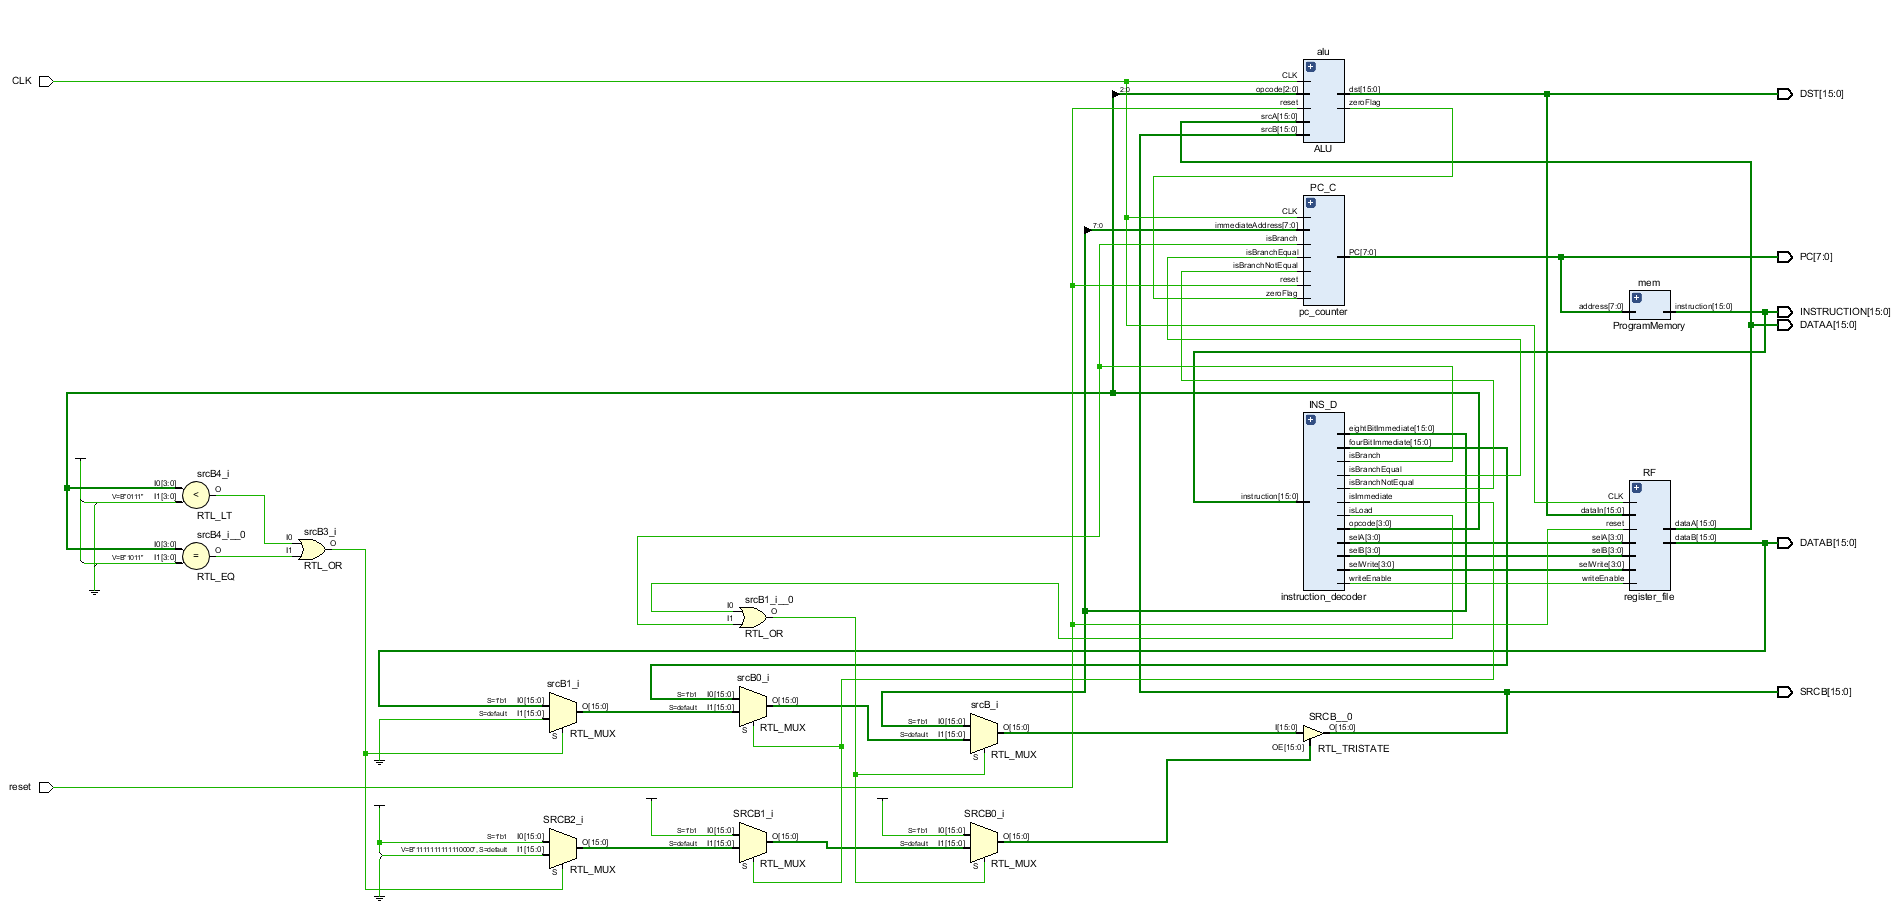 alu
CLK
CLK
opcode[2:0]
2:0
reset
srcA[15:0]
srcB[15:0]
dst[15:0]
zeroFlag
ALU
DST[15:0]
PC_C
CLK
7:0
immediateAddress[7:0]
isBranch
isBranchEqual
isBranchNotEqual
reset
zeroFlag
PC[7:0]
pc_counter
PC[7:0]
mem
address[7:0]
instruction[15:0]
ProgramMemory
INSTRUCTION[15:0]
DATAA[15:0]
INS_D
instruction[15:0]
eightBitImmediate[15:0]
fourBitImmediate[15:0]
isBranch
isBranchEqual
isBranchNotEqual
isImmediate
isLoad
opcode[3:0]
selA[3:0]
selB[3:0]
selWrite[3:0]
writeEnable
instruction_decoder
RF
CLK
dataIn[15:0]
reset
selA[3:0]
selB[3:0]
selWrite[3:0]
writeEnable
dataA[15:0]
dataB[15:0]
register_file
DATAB[15:0]
srcB4_i
I0[3:0]
V=B"0111"
I1[3:0]
<
O
RTL_LT
srcB4_i__0
I0[3:0]
V=B"1011"
I1[3:0]
=
O
RTL_EQ
srcB3_i
I0
I1
O
RTL_OR
srcB1_i__0
I0
I1
O
RTL_OR
srcB1_i
S=1'b1
I0[15:0]
S=default
I1[15:0]
O[15:0]
S
RTL_MUX
srcB0_i
S=1'b1
I0[15:0]
S=default
I1[15:0]
O[15:0]
S
RTL_MUX
srcB_i
S=1'b1
I0[15:0]
S=default
I1[15:0]
O[15:0]
S
RTL_MUX
SRCB__0
I[15:0]
OE[15:0]
O[15:0]
RTL_TRISTATE
SRCB[15:0]
reset
SRCB2_i
S=1'b1
I0[15:0]
V=B"1111111111110000", S=default
I1[15:0]
O[15:0]
S
RTL_MUX
SRCB1_i
S=1'b1
I0[15:0]
S=default
I1[15:0]
O[15:0]
S
RTL_MUX
SRCB0_i
S=1'b1
I0[15:0]
S=default
I1[15:0]
O[15:0]
S
RTL_MUX